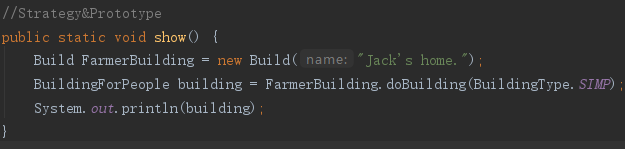 //Strategy&Prototype
public static void show() {
Build FarmerBuilding = new Build( name: "Jack's home.");
BuildingForPeople building = FarmerBuilding.doBuilding(BuildingType.SIMP);
System.out.println(building);
}